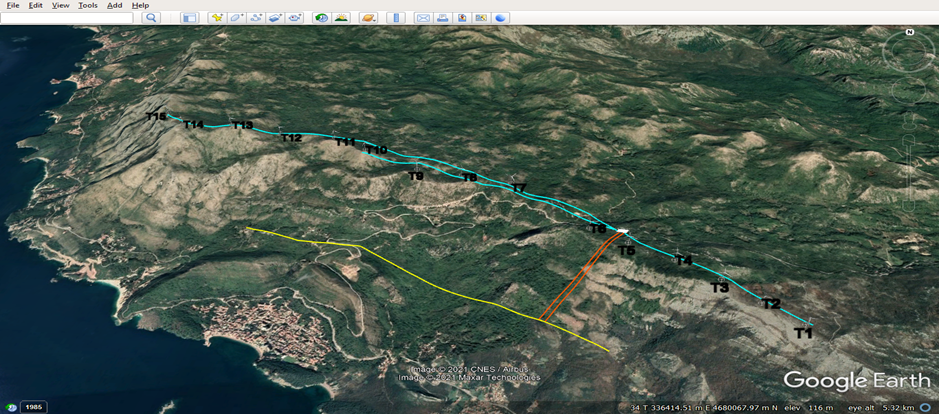 File Edit View Tools Add Help
N
T15
T14
T13
T12
T11
T10
T9
T8
T7
T6
T5
T4
T3
T2
T1
Image © 2021 CNES / Airbus
Image © 2021 Maxar Technologies
Google Earth
1985
34 T 336414.51 m E 4680067.97 m N elev 116 m eye alt 5.32 km